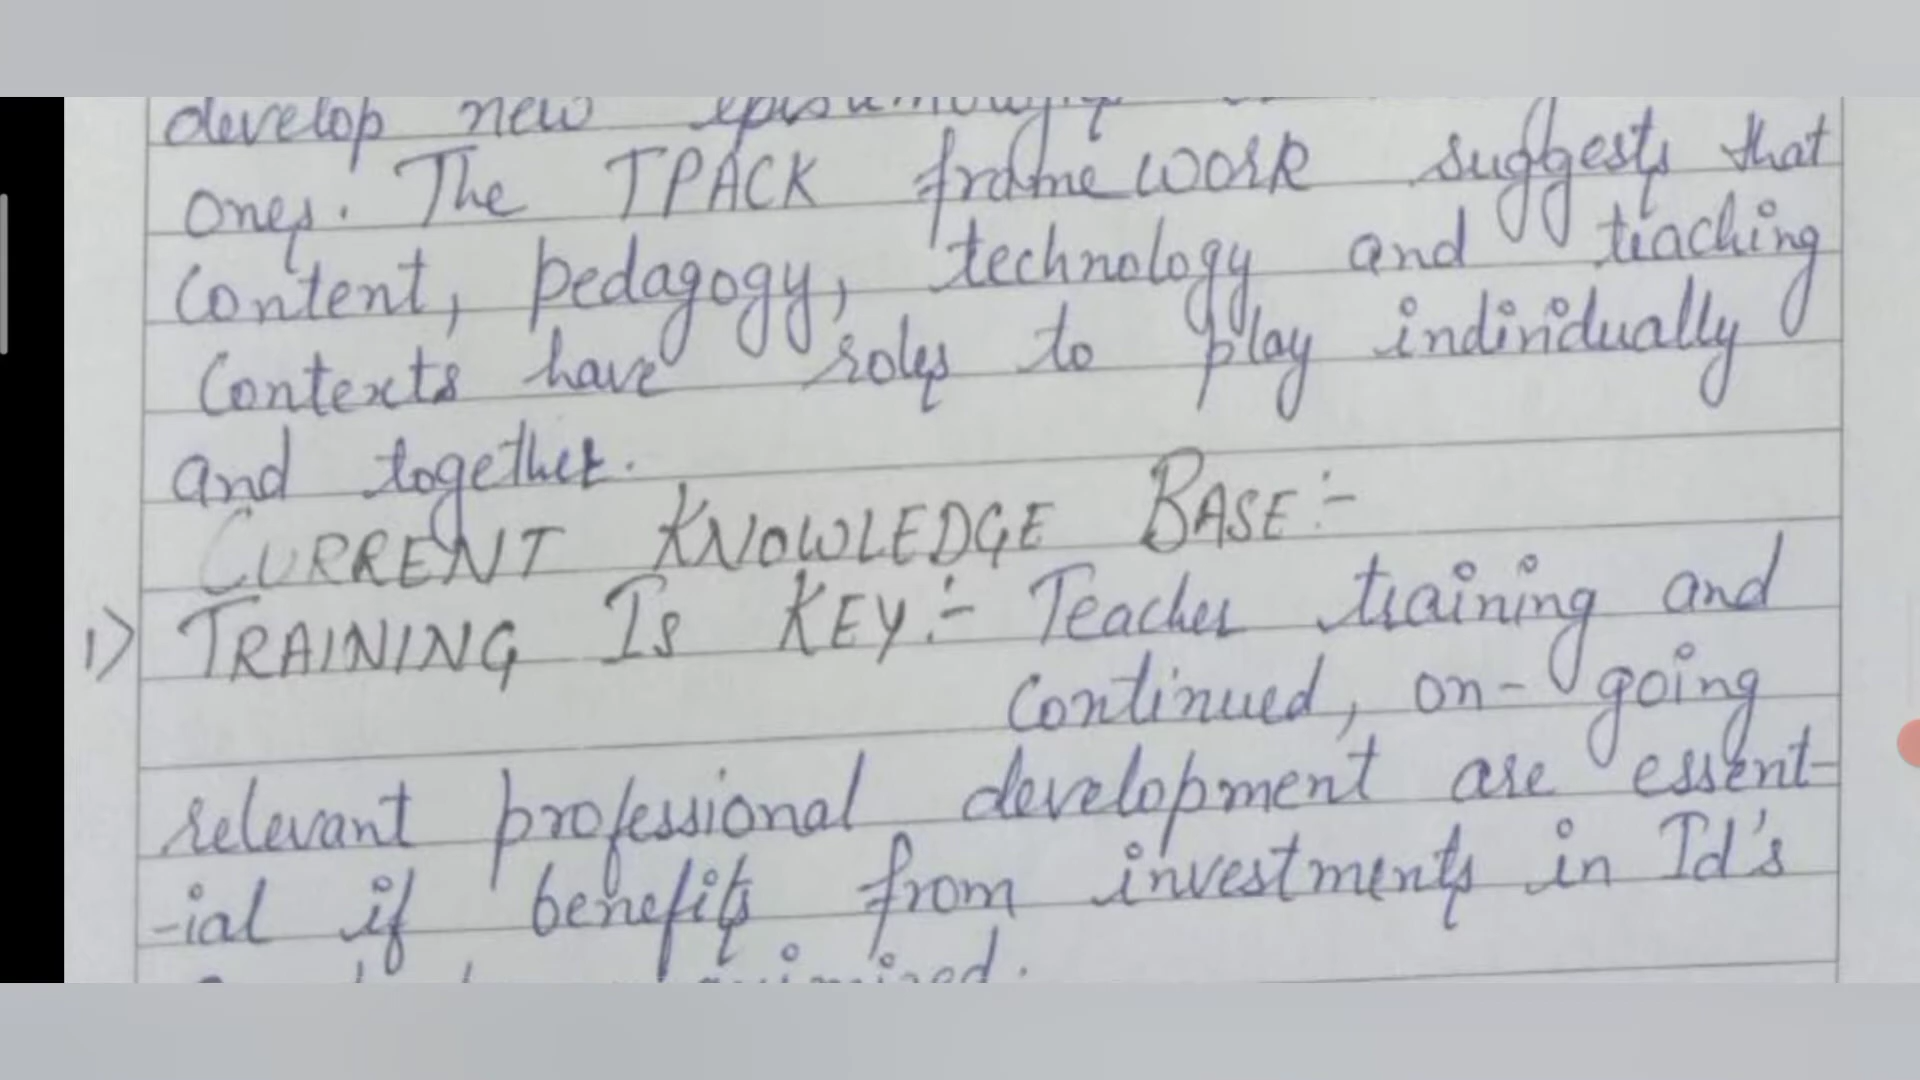 develop new
ones. The TPACK framework suggests that
Content, pedagogy, technology and teaching
Contexts have roles to play individually
and together.
CURRENT KNOWLEDGE BASE:-
1) TRAINING IS KEY:- Teacher training and
continued, on-going
relevant professional development are essent-
-ial if benefits from investments in Td's